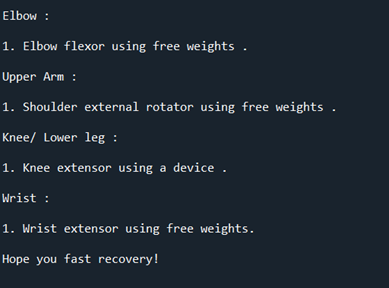 Elbow :
1. Elbow flexor using free weights .
Upper Arm :
1. Shoulder external rotator using free weights .
Knee/ Lower leg :
1. Knee extensor using a device .
Wrist :
1. Wrist extensor using free weights.
Hope you fast recovery!